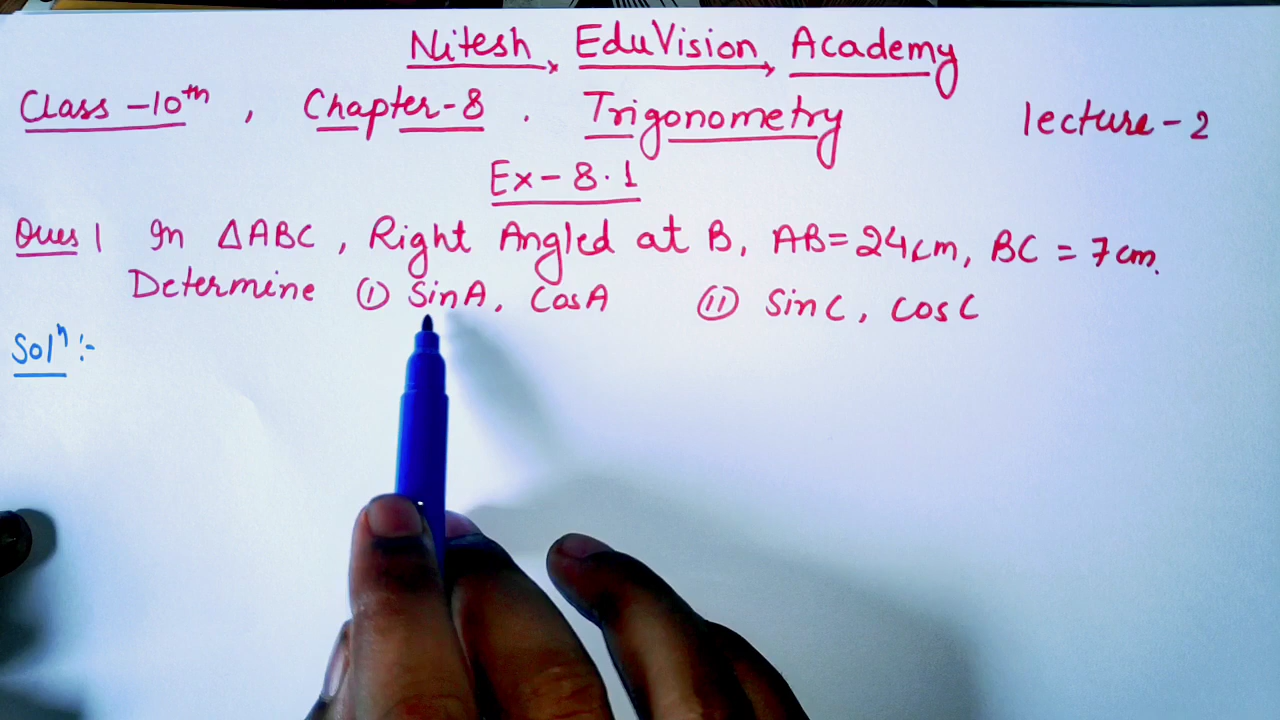 Nitesh EduVision Academy
Class-10th, Chapter-8. Trigonometry lecture-2
Ex-8.1
Ques 1 In ΔABC, Right Angled at B, AB=24cm, BC=7cm.
Determine (i) SinA, CosA (ii) SinC, CosC
Solⁿ:-